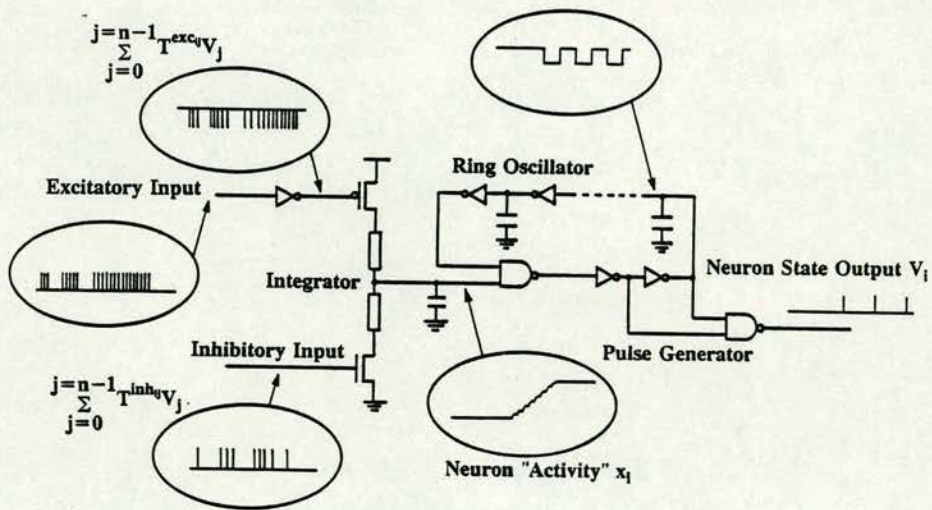 j=n-1
Σ T^exc_ij V_j
j=0
Ring Oscillator
Excitatory Input
Integrator
Neuron State Output V_i
Inhibitory Input
Pulse Generator
j=n-1
Σ T^inh_ij V_j
j=0
Neuron "Activity" x_i